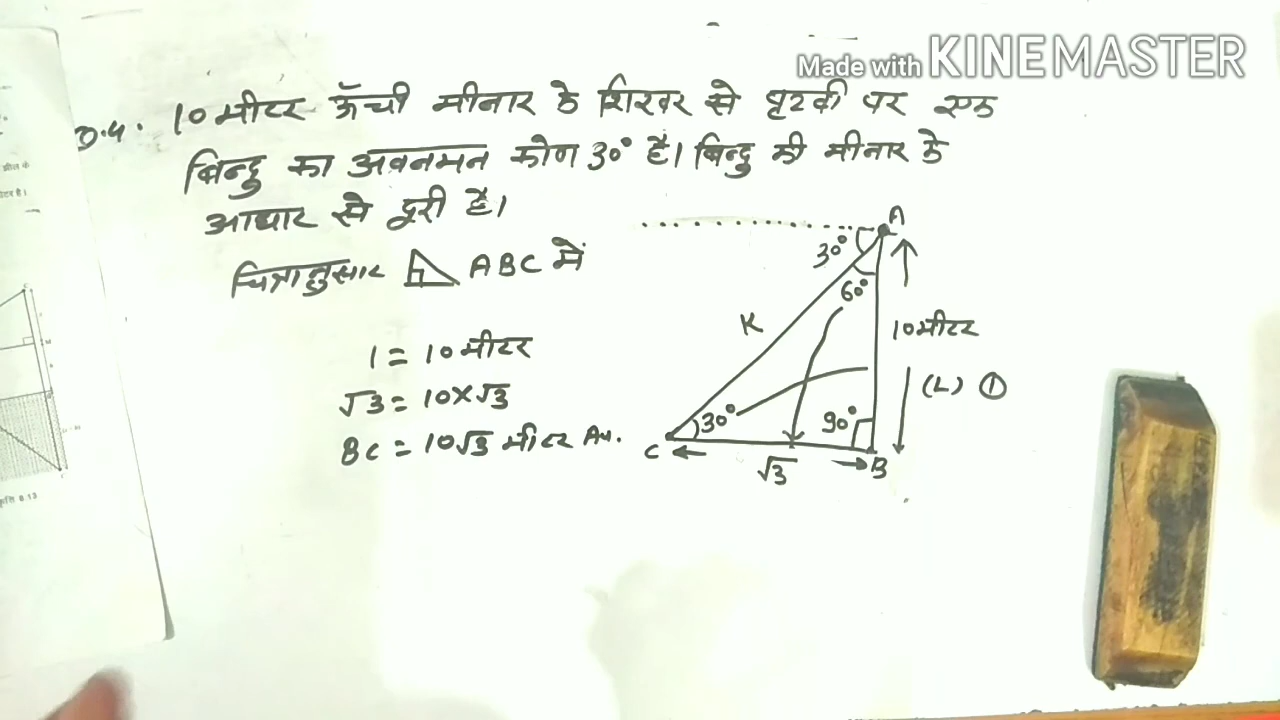 Made with KINEMASTER
Q.4. 10 मीटर ऊँची मीनार के शिखर से पृथ्वी पर एक
बिन्दु का अवनमन कोण 30° है। बिन्दु की मीनार के
आधार से दूरी है।
चित्रानुसार ABC में
1 = 10 मीटर
√3 = 10×√3
BC = 10√3 मीटर An.
A
30°
60°
K
10 मीटर
(L) 1
30°
90°
C
√3
B